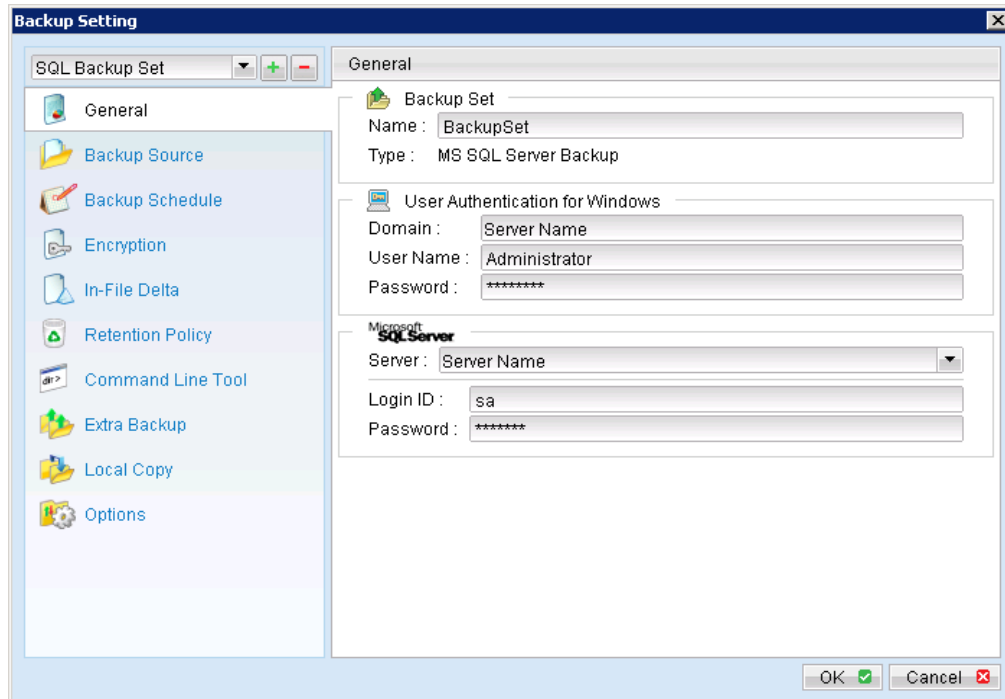 Backup Setting
SQL Backup Set
General
Backup Source
Backup Schedule
Encryption
In-File Delta
Retention Policy
dir>
Command Line Tool
Extra Backup
Local Copy
Options
General
Backup Set
Name : BackupSet
Type : MS SQL Server Backup
User Authentication for Windows
Domain : Server Name
User Name : Administrator
Password : ********
Microsoft
SQL Server
Server : Server Name
Login ID : sa
Password : *******
OK
Cancel